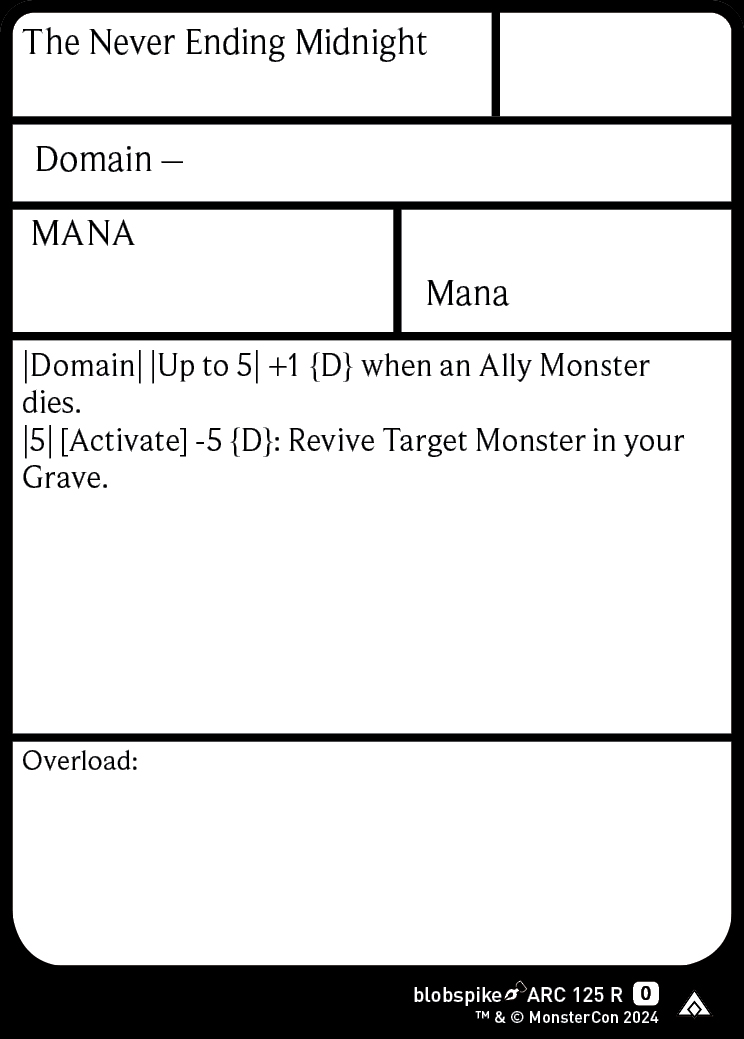 The Never Ending Midnight
Domain –
MANA
Mana
|Domain| |Up to 5| +1 {D} when an Ally Monster
dies.
|5| [Activate] -5 {D}: Revive Target Monster in your
Grave.
Overload:
blobspike ARC 125 R 0
™ & © MonsterCon 2024